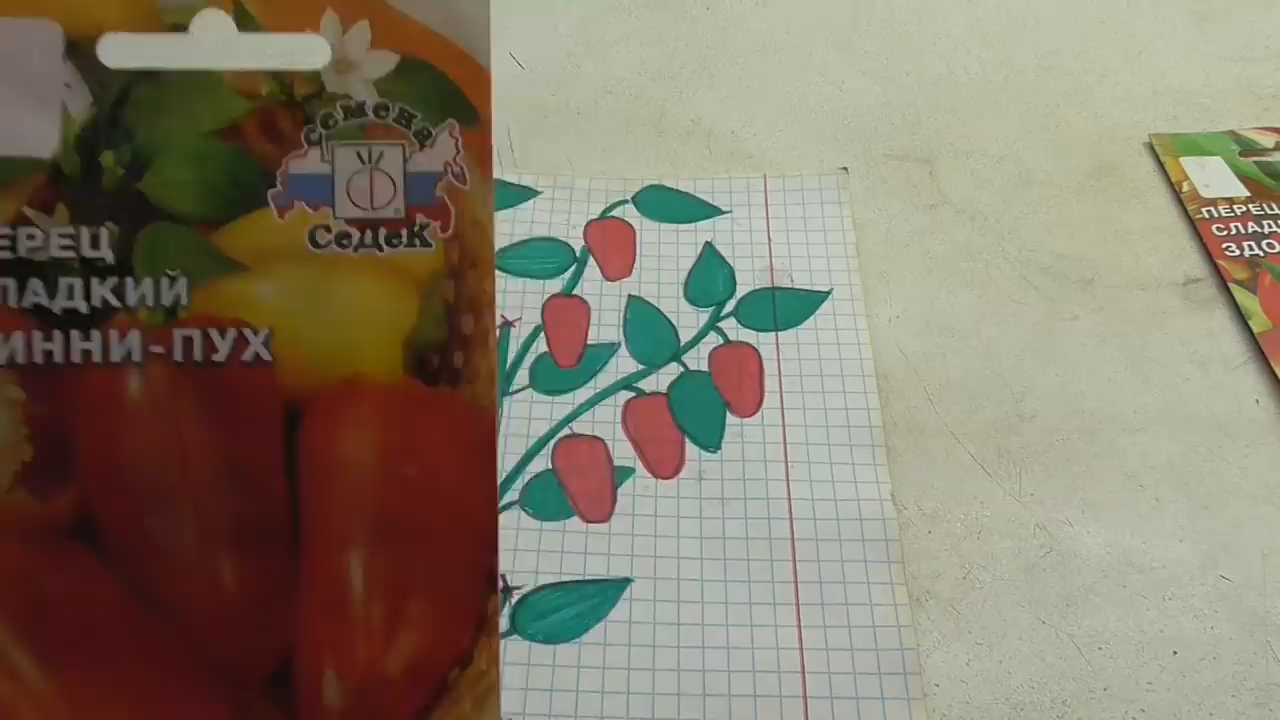 семена
СеДеК
ЕРЕЦ
ЛАДКИЙ
ИННИ-ПУХ
ПЕРЕЦ
СЛАД
ЗДО